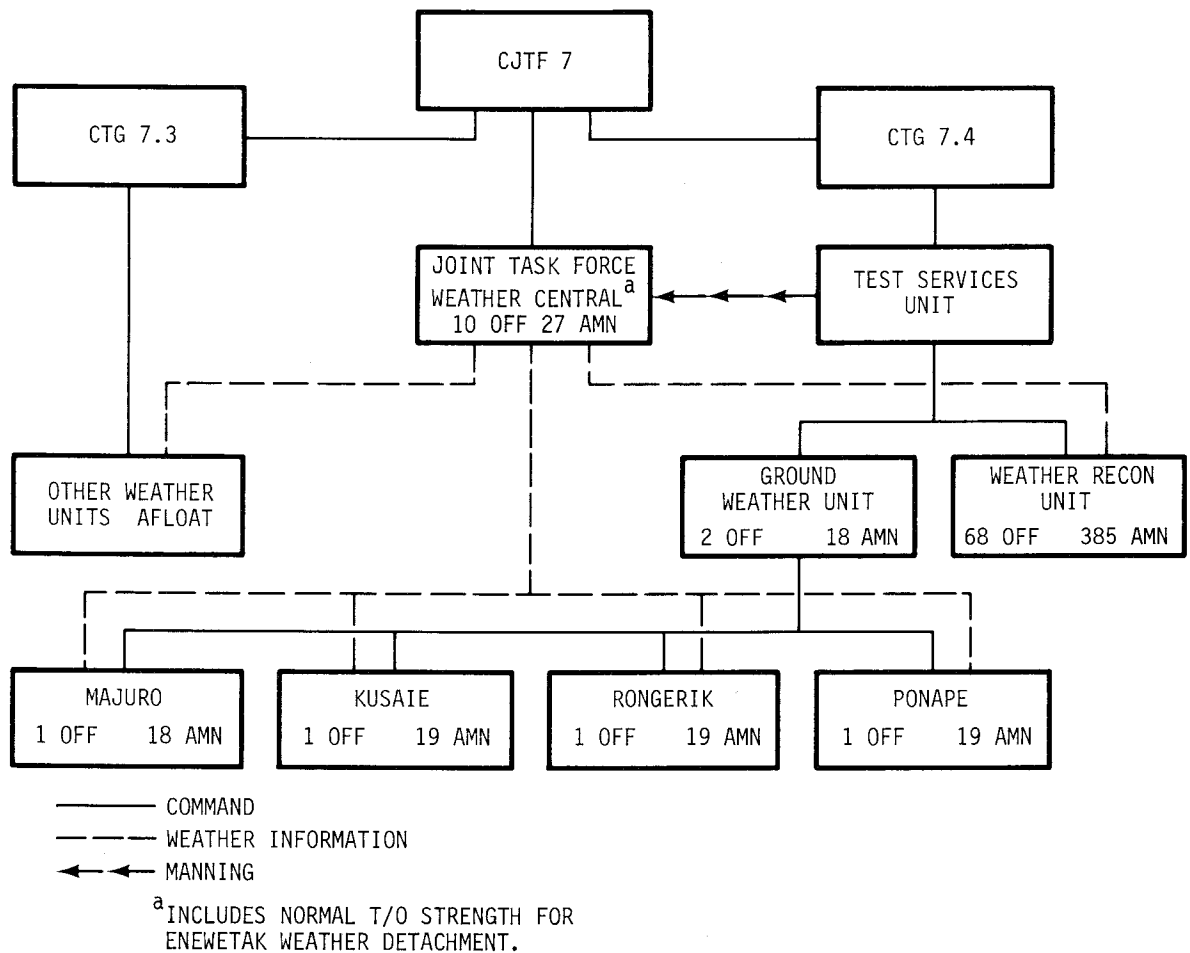 CJTF 7
CTG 7.3
CTG 7.4
JOINT TASK FORCE
WEATHER CENTRAL a
10 OFF 27 AMN
TEST SERVICES
UNIT
OTHER WEATHER
UNITS AFLOAT
GROUND
WEATHER UNIT
2 OFF 18 AMN
WEATHER RECON
UNIT
68 OFF 385 AMN
MAJURO
1 OFF 18 AMN
KUSAIE
1 OFF 19 AMN
RONGERIK
1 OFF 19 AMN
PONAPE
1 OFF 19 AMN
COMMAND
WEATHER INFORMATION
MANNING
a INCLUDES NORMAL T/O STRENGTH FOR
ENEWETAK WEATHER DETACHMENT.